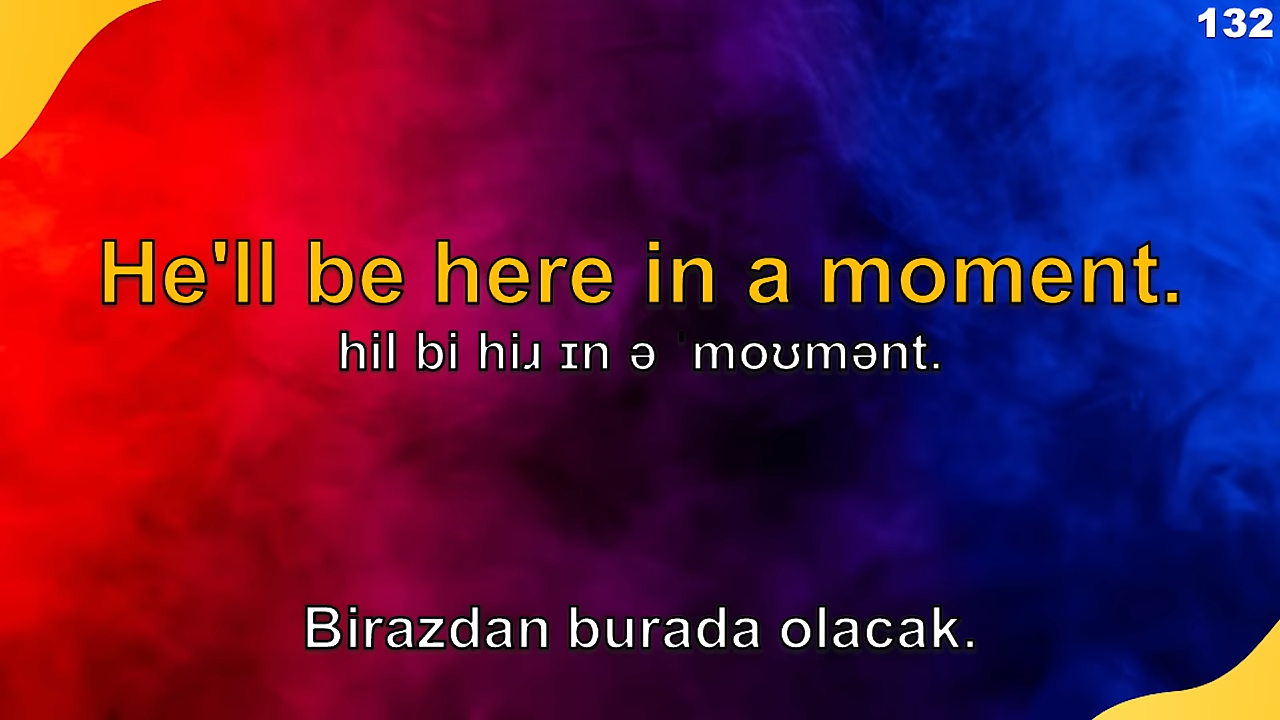 132
He'll be here in a moment.
hil bi hiɹ ɪn ə ˈmoʊmənt.
Birazdan burada olacak.